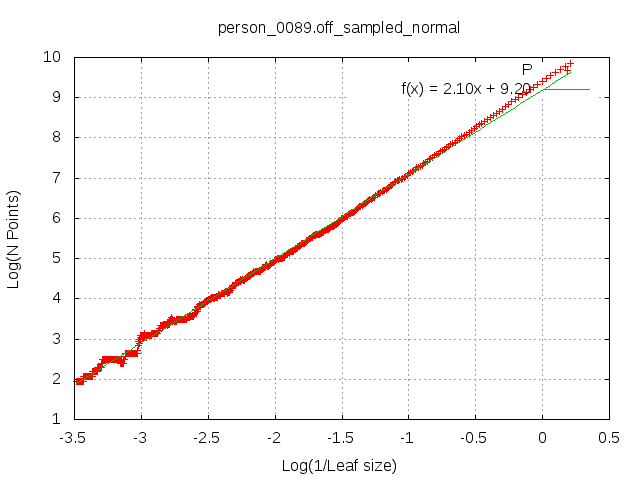 person_0089.off_sampled_normal
10
9
8
7
6
5
4
3
2
1
Log(N Points)
P
f(x) = 2.10x + 9.20
-3.5 -3 -2.5 -2 -1.5 -1 -0.5 0 0.5
Log(1/Leaf size)